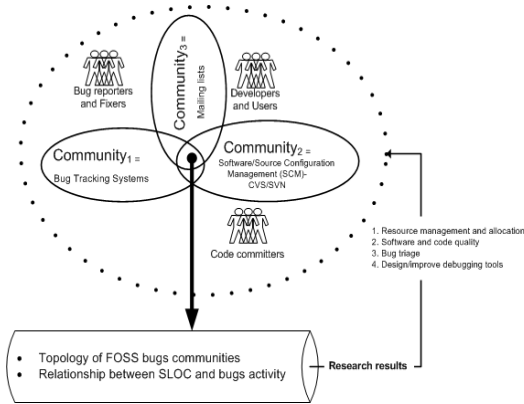 Community3 =
Mailing lists
Bug reporters
and Fixers
Developers
and Users
Community1 =
Bug Tracking Systems
Community2 =
Software/Source Configuration
Management (SCM)-
CVS/SVN
Code committers
1. Resource management and allocation
2. Software and code quality
3. Bug triage
4. Design/improve debugging tools
• Topology of FOSS bugs communities
• Relationship between SLOC and bugs activity
Research results